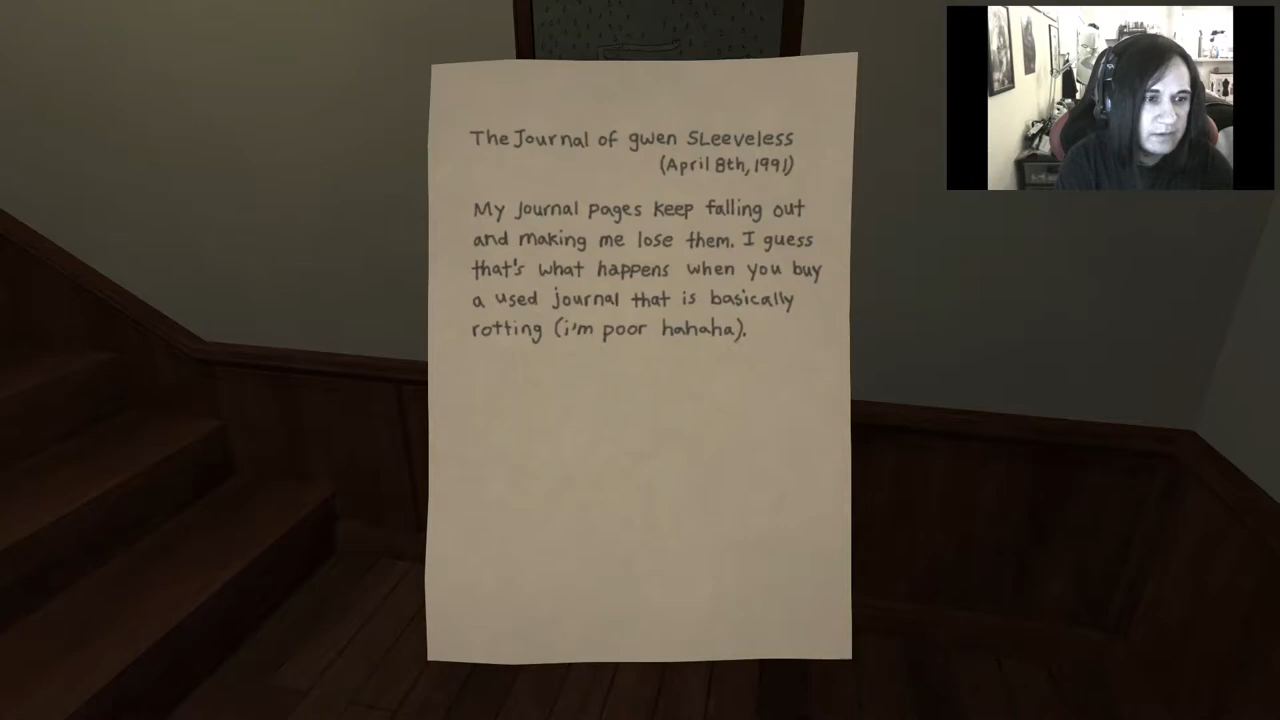 The Journal of gwen SLeeveless
(April 8th, 1991)
My Journal pages keep falling out
and making me lose them. I guess
that's what happens when you buy
a used journal that is basically
rotting (i'm poor hahaha).